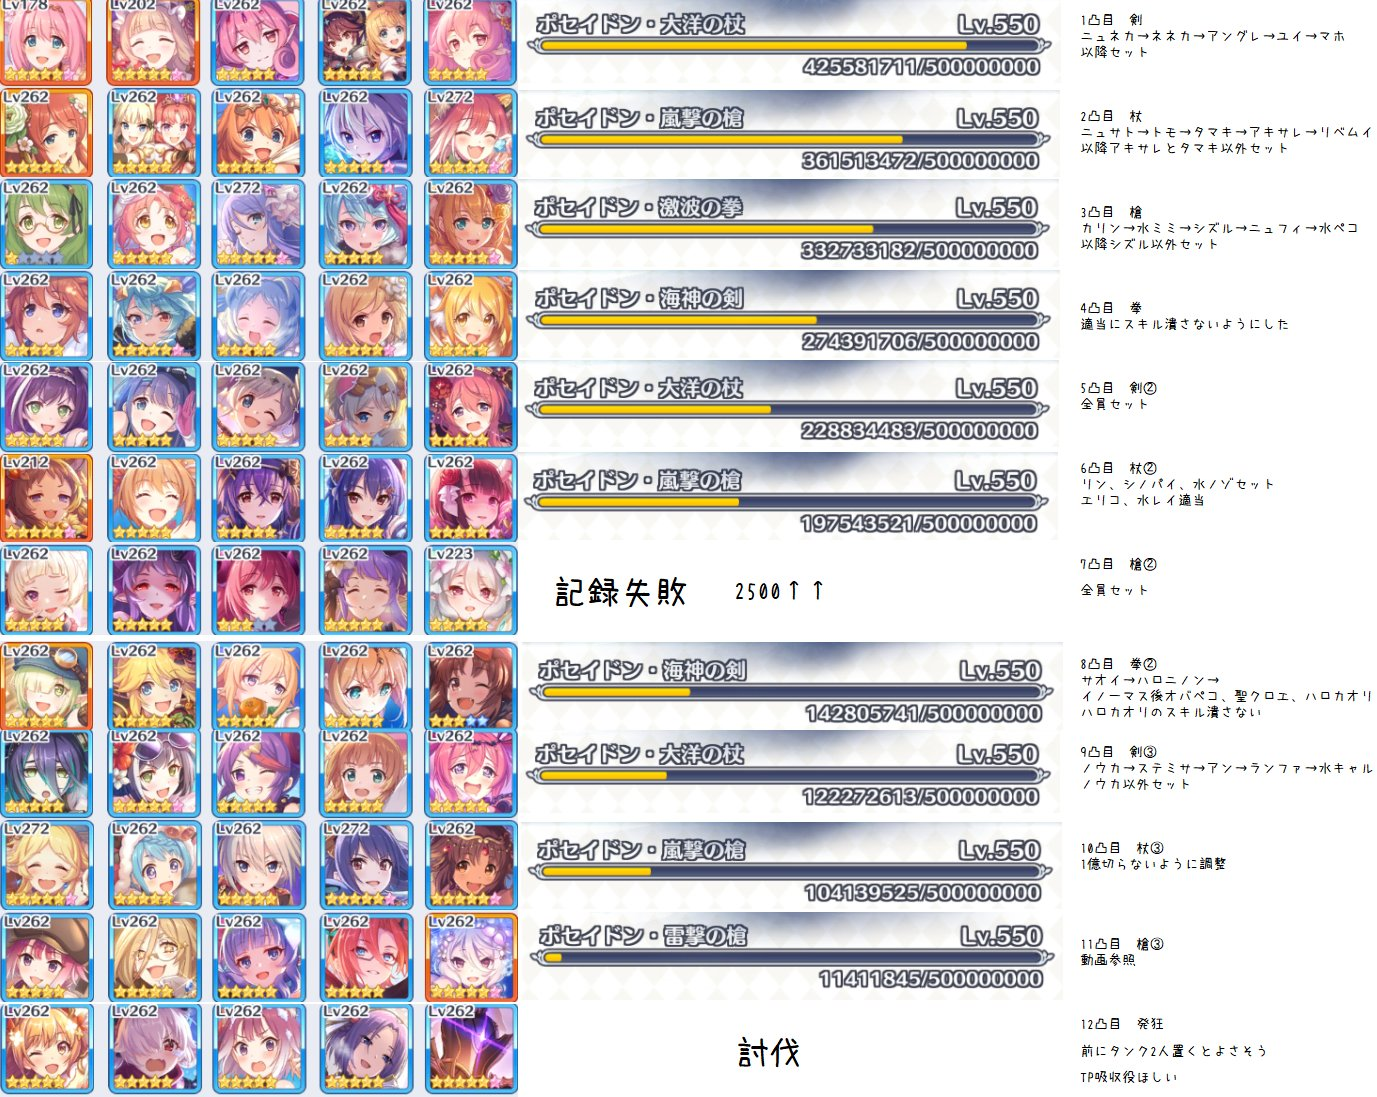 Lv178 Lv202 Lv262 Lv262 Lv262
ポセイドン・大洋の杖 Lv.550
425581711/500000000
1凸目 剣
ニュネカ→ネネカ→アングレ→ユイ→マホ
以降セット
Lv262 Lv262 Lv262 Lv262 Lv272
ポセイドン・嵐撃の槍 Lv.550
361513472/500000000
2凸目 杖
ニュサト→トモ→タマキ→アキサレ→リベムイ
以降アキサレとタマキ以外セット
Lv262 Lv262 Lv272 Lv262 Lv262
ポセイドン・激波の拳 Lv.550
332733182/500000000
3凸目 槍
カリン→水ミミ→シズル→ニュフィ→水ペコ
以降シズル以外セット
Lv262 Lv262 Lv262 Lv262 Lv262
ポセイドン・海神の剣 Lv.550
274391706/500000000
4凸目 拳
適当にスキル潰さないようにした
Lv262 Lv262 Lv262 Lv262 Lv262
ポセイドン・大洋の杖 Lv.550
228834483/500000000
5凸目 剣②
全員セット
Lv212 Lv262 Lv262 Lv262 Lv262
ポセイドン・嵐撃の槍 Lv.550
197543521/500000000
6凸目 杖②
リン、シノパイ、水ノゾセット
エリコ、水レイ適当
Lv262 Lv262 Lv262 Lv262 Lv223
記録失敗 2500↑↑
7凸目 槍②
全員セット
Lv262 Lv262 Lv262 Lv262 Lv262
ポセイドン・海神の剣 Lv.550
142805741/500000000
8凸目 拳②
サオイ→ハロニノン→
イノーマス後オバペコ、聖クロエ、ハロカオリ
ハロカオリのスキル潰さない
Lv262 Lv262 Lv262 Lv262 Lv262
ポセイドン・大洋の杖 Lv.550
122272613/500000000
9凸目 剣③
ノウカ→ステミサ→アン→ランファ→水キャル
ノウカ以外セット
Lv272 Lv262 Lv262 Lv272 Lv262
ポセイドン・嵐撃の槍 Lv.550
104139525/500000000
10凸目 杖③
1億切らないように調整
Lv262 Lv262 Lv262 Lv262 Lv262
ポセイドン・雷撃の槍 Lv.550
11411845/500000000
11凸目 槍③
動画参照
Lv262 Lv262 Lv262 Lv262 Lv262
討伐
12凸目 発狂
前にタンク2人置くとよさそう
TP吸収役ほしい